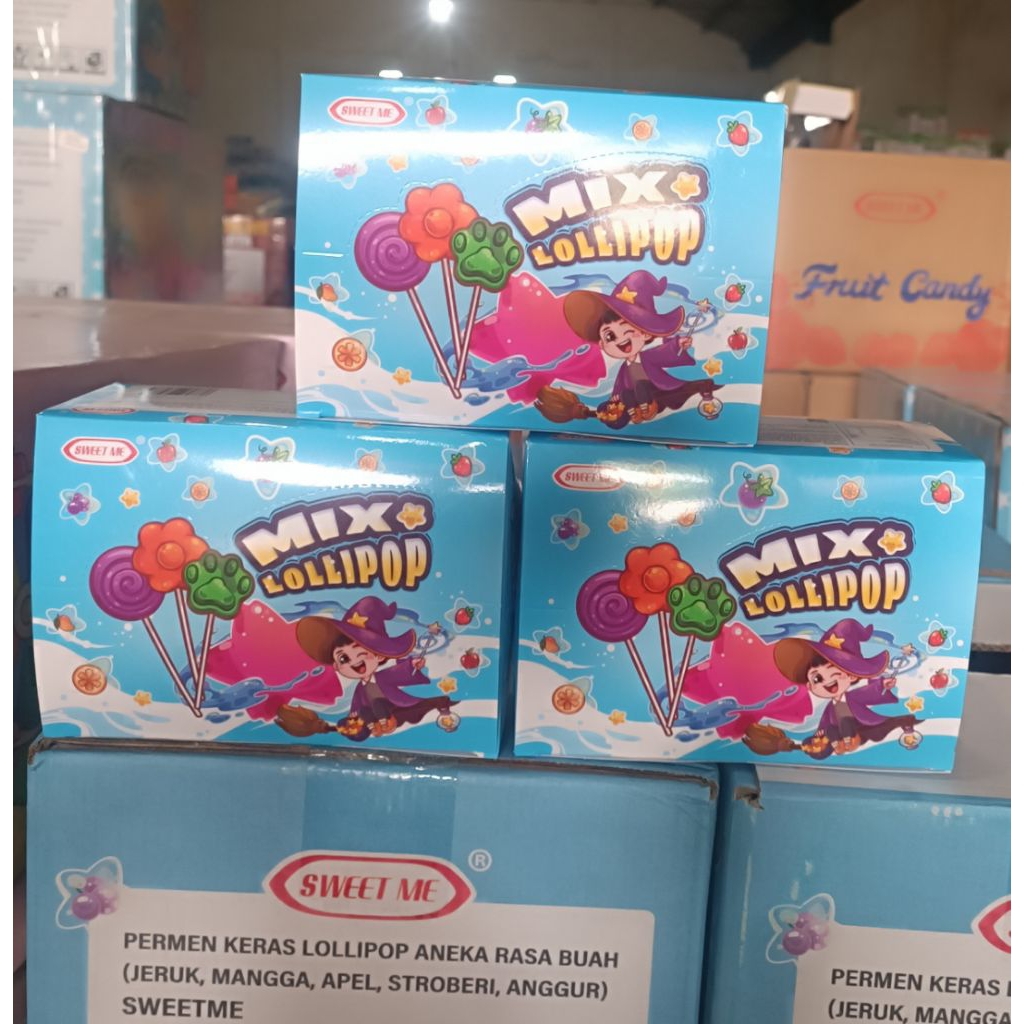 SWEET ME
MIX
LOLLIPOP
SWEET ME
Fruit Candy
SWEET ME
MIX
LOLLIPOP
SWEET ME
MIX
LOLLIPOP
SWEET ME ®
PERMEN KERAS LOLLIPOP ANEKA RASA BUAH
(JERUK, MANGGA, APEL, STROBERI, ANGGUR)
SWEETME
PERMEN KERAS
(JERUK, MANGGA